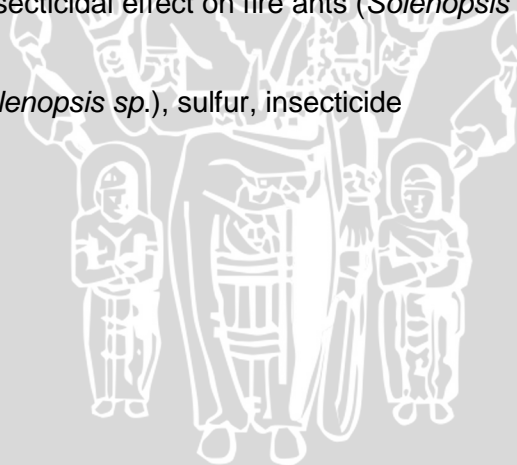 secticidal effect on fire ants (Solenopsis
lenopsis sp.), sulfur, insecticide